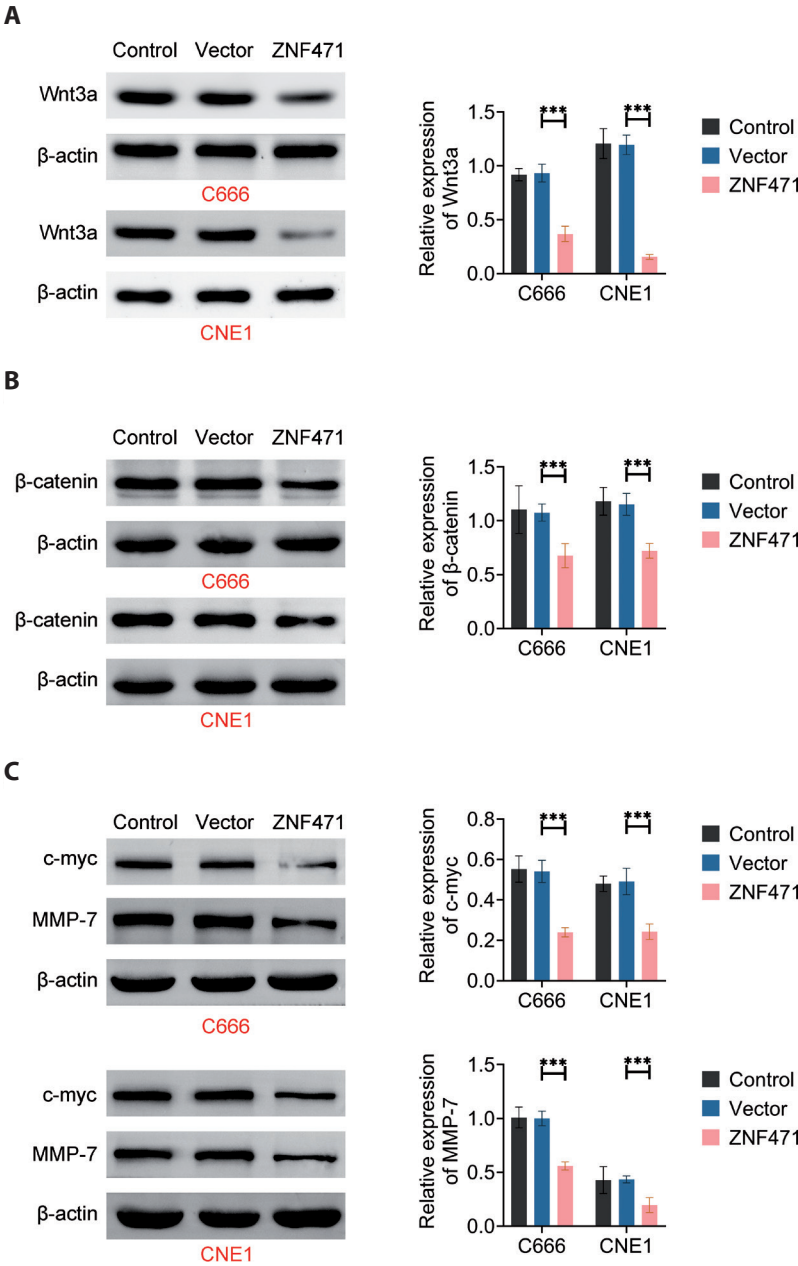 A
Control Vector ZNF471
Wnt3a
β-actin
C666
Wnt3a
β-actin
CNE1
Relative expression
of Wnt3a
1.5
1.0
0.5
0.0
***
***
C666 CNE1
Control
Vector
ZNF471
B
Control Vector ZNF471
β-catenin
β-actin
C666
β-catenin
β-actin
CNE1
Relative expression
of β-catenin
1.5
1.0
0.5
0.0
***
***
C666 CNE1
Control
Vector
ZNF471
C
Control Vector ZNF471
c-myc
MMP-7
β-actin
C666
c-myc
MMP-7
β-actin
CNE1
Relative expression
of c-myc
0.8
0.6
0.4
0.2
0.0
***
***
C666 CNE1
Control
Vector
ZNF471
Relative expression
of MMP-7
1.5
1.0
0.5
0.0
***
***
C666 CNE1
Control
Vector
ZNF471